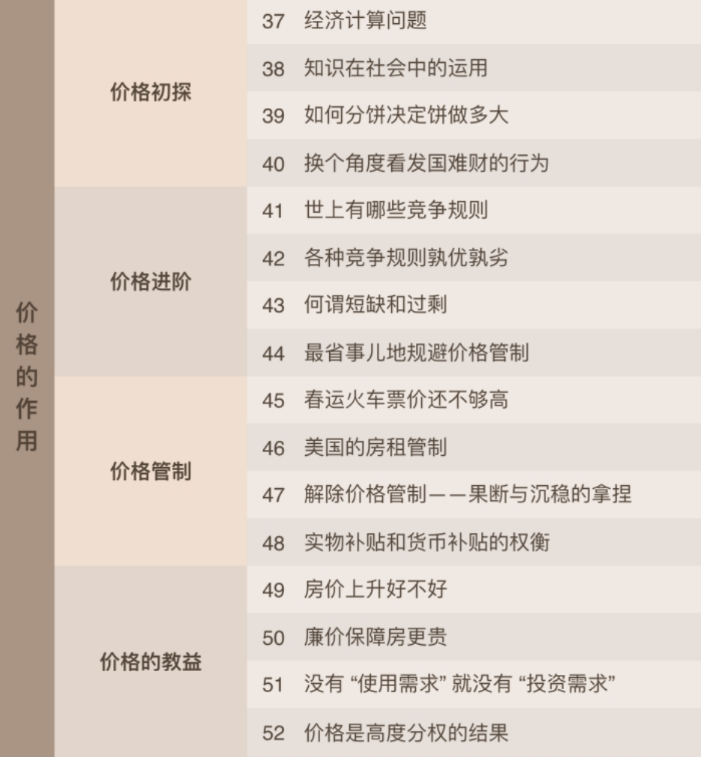 价格的作用
价格初探
37 经济计算问题
38 知识在社会中的运用
39 如何分饼决定饼做多大
40 换个角度看发国难财的行为
价格进阶
41 世上有哪些竞争规则
42 各种竞争规则孰优孰劣
43 何谓短缺和过剩
44 最省事儿地规避价格管制
价格管制
45 春运火车票价还不够高
46 美国的房租管制
47 解除价格管制——果断与沉稳的拿捏
48 实物补贴和货币补贴的权衡
价格的教益
49 房价上升好不好
50 廉价保障房更贵
51 没有 “使用需求” 就没有 “投资需求”
52 价格是高度分权的结果